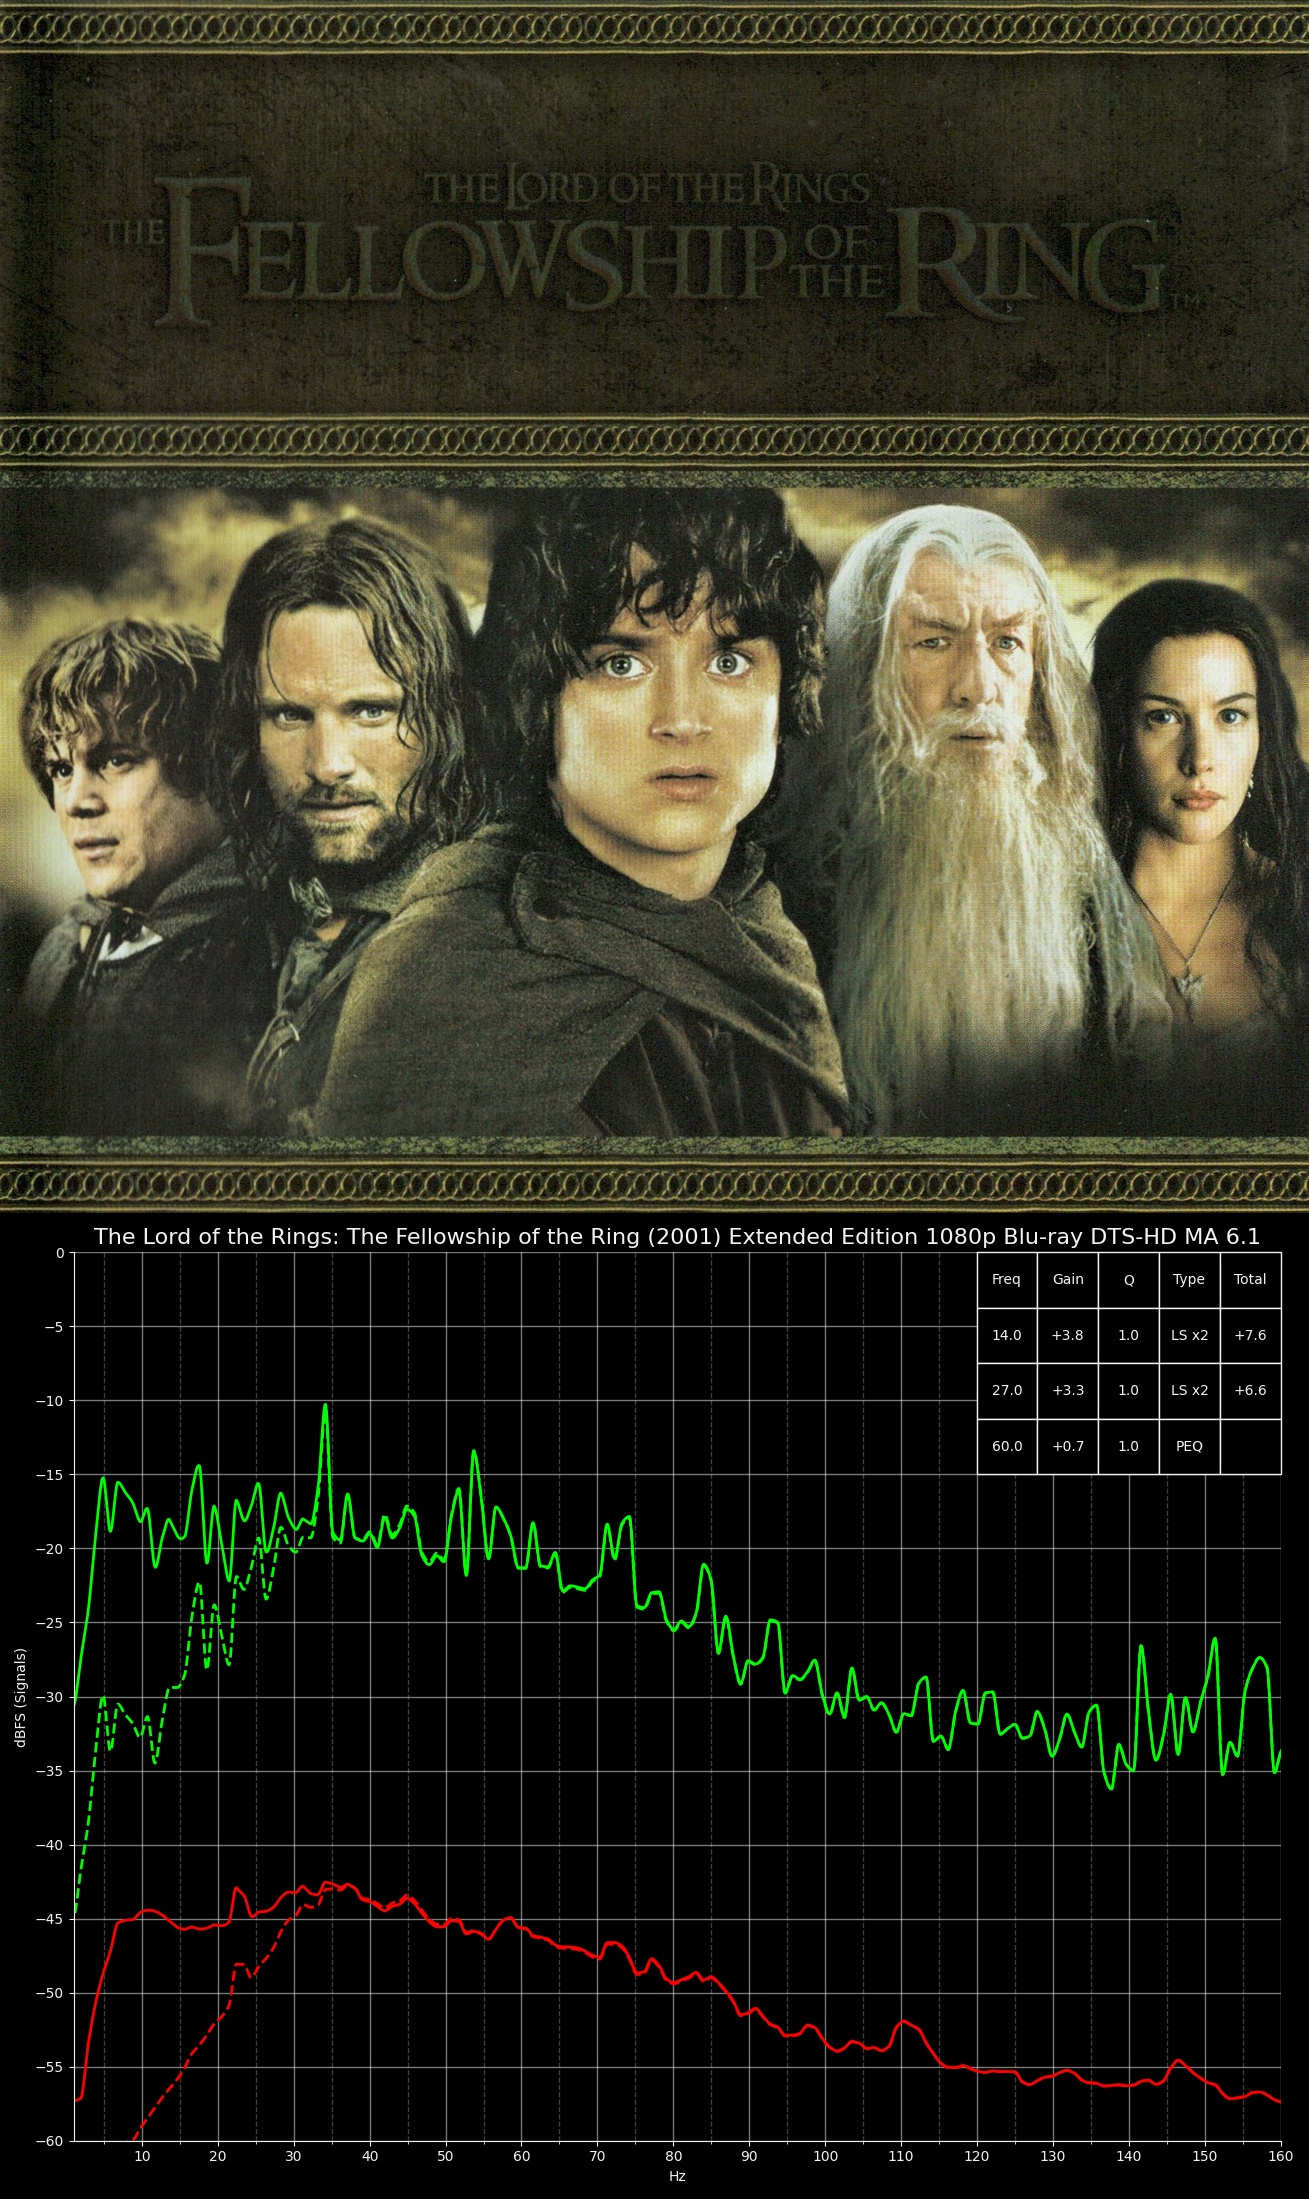 THE LORD OF THE RINGS
THE FELLOWSHIP OF THE RING™
The Lord of the Rings: The Fellowship of the Ring (2001) Extended Edition 1080p Blu-ray DTS-HD MA 6.1
Freq Gain Q Type Total
14.0 +3.8 1.0 LS x2 +7.6
27.0 +3.3 1.0 LS x2 +6.6
60.0 +0.7 1.0 PEQ
0
−5
−10
−15
−20
−25
−30
−35
−40
−45
−50
−55
−60
dBFS (Signals)
10 20 30 40 50 60 70 80 90 100 110 120 130 140 150 160
Hz